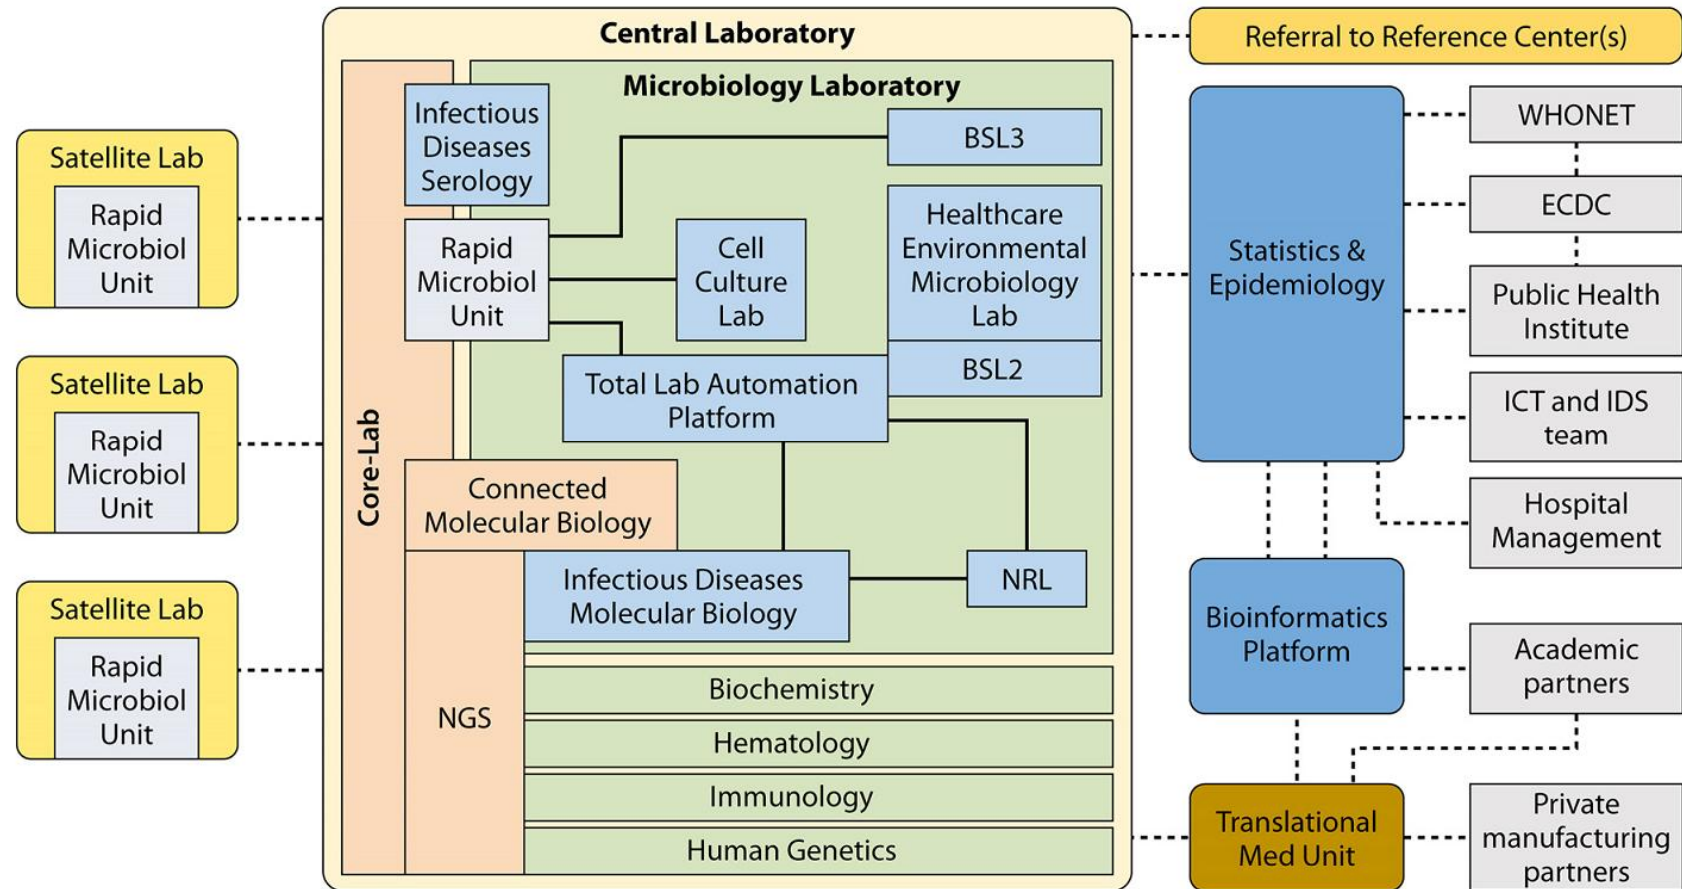 Satellite Lab
Rapid
Microbiol
Unit
Satellite Lab
Rapid
Microbiol
Unit
Satellite Lab
Rapid
Microbiol
Unit
Central Laboratory
Core-Lab
Microbiology Laboratory
Infectious
Diseases
Serology
BSL3
Rapid
Microbiol
Unit
Cell
Culture
Lab
Healthcare
Environmental
Microbiology
Lab
BSL2
Total Lab Automation
Platform
Connected
Molecular Biology
Infectious Diseases
Molecular Biology
NRL
NGS
Biochemistry
Hematology
Immunology
Human Genetics
Referral to Reference Center(s)
Statistics &
Epidemiology
Bioinformatics
Platform
Translational
Med Unit
WHONET
ECDC
Public Health
Institute
ICT and IDS
team
Hospital
Management
Academic
partners
Private
manufacturing
partners